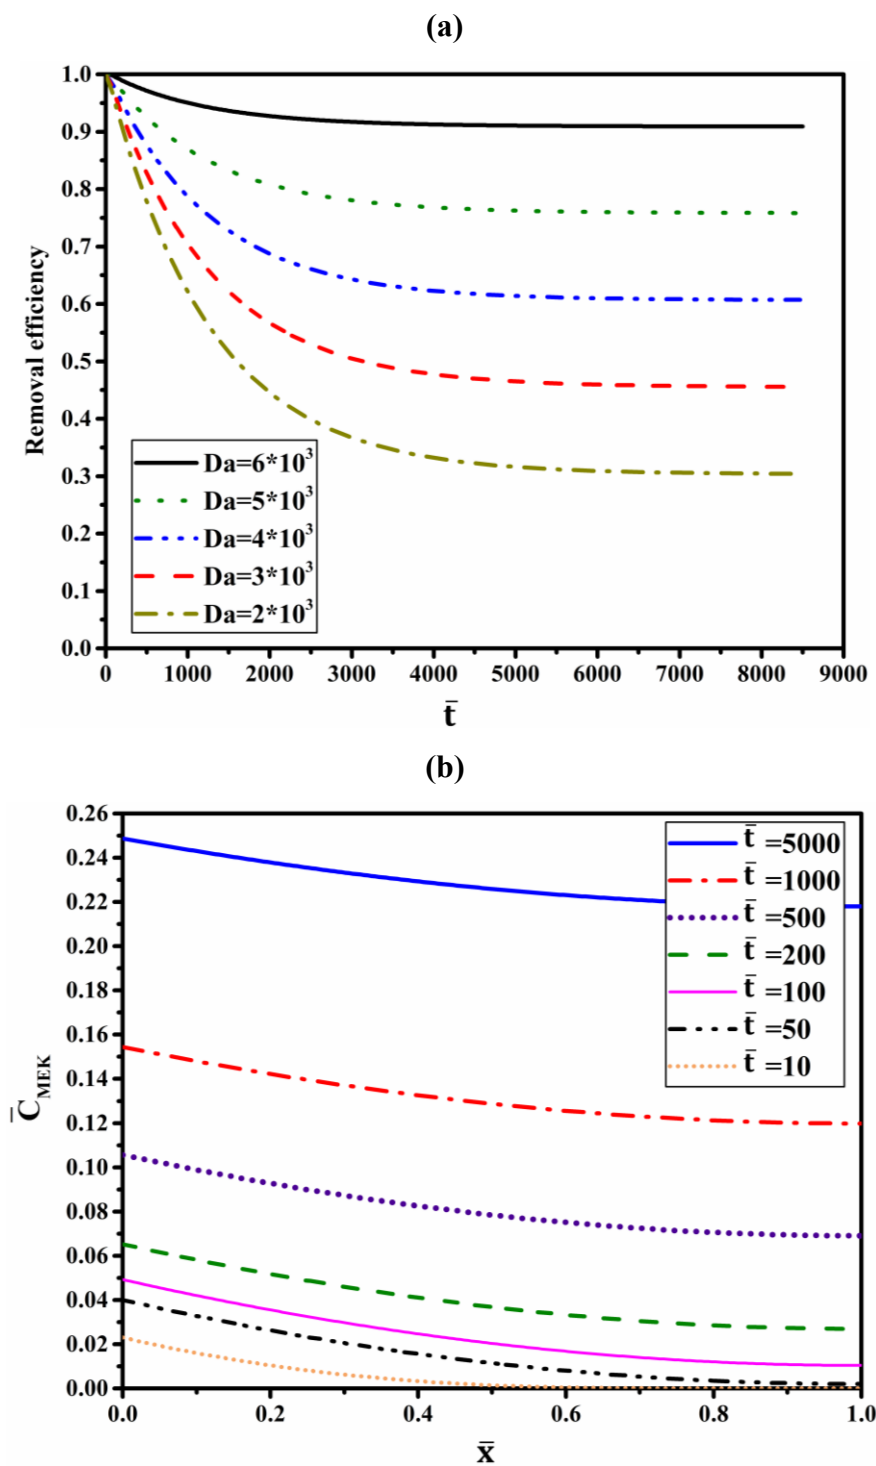 (a)
Removal efficiency
1.0
0.9
0.8
0.7
0.6
0.5
0.4
0.3
0.2
0.1
0.0
Da=6*10³
Da=5*10³
Da=4*10³
Da=3*10³
Da=2*10³
0 1000 2000 3000 4000 5000 6000 7000 8000 9000
t̄
(b)
C̄MEK
0.26
0.24
0.22
0.20
0.18
0.16
0.14
0.12
0.10
0.08
0.06
0.04
0.02
0.00
t̄ =5000
t̄ =1000
t̄ =500
t̄ =200
t̄ =100
t̄ =50
t̄ =10
0.0 0.2 0.4 0.6 0.8 1.0
x̄